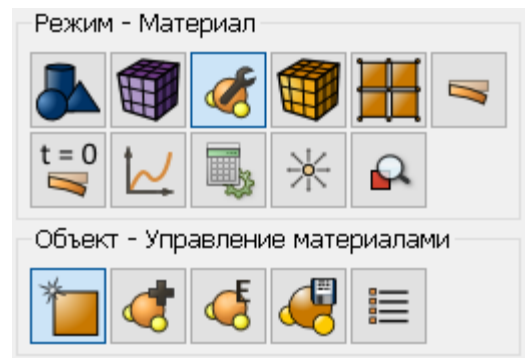 Режим - Материал
t = 0
Объект - Управление материалами
E